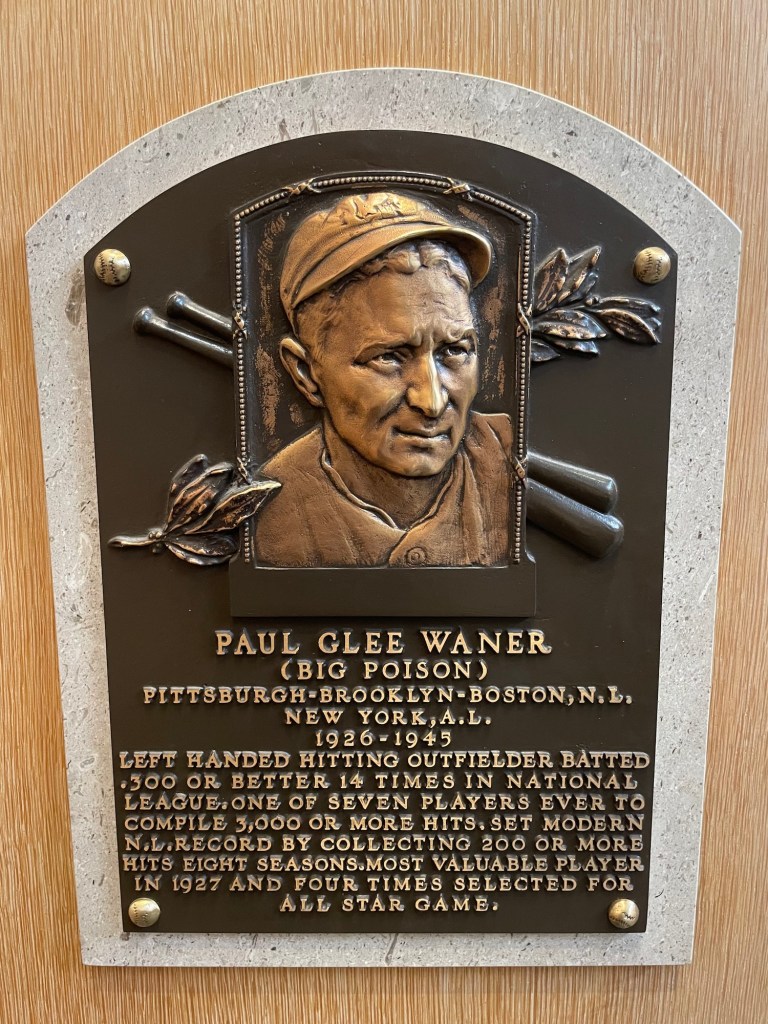 PAUL GLEE WANER
(BIG POISON)
PITTSBURGH-BROOKLYN-BOSTON, N.L.
NEW YORK, A.L.
1926-1945
LEFT HANDED HITTING OUTFIELDER BATTED
.300 OR BETTER 14 TIMES IN NATIONAL
LEAGUE. ONE OF SEVEN PLAYERS EVER TO
COMPILE 3,000 OR MORE HITS. SET MODERN
N.L. RECORD BY COLLECTING 200 OR MORE
HITS EIGHT SEASONS. MOST VALUABLE PLAYER
IN 1927 AND FOUR TIMES SELECTED FOR
ALL STAR GAME.